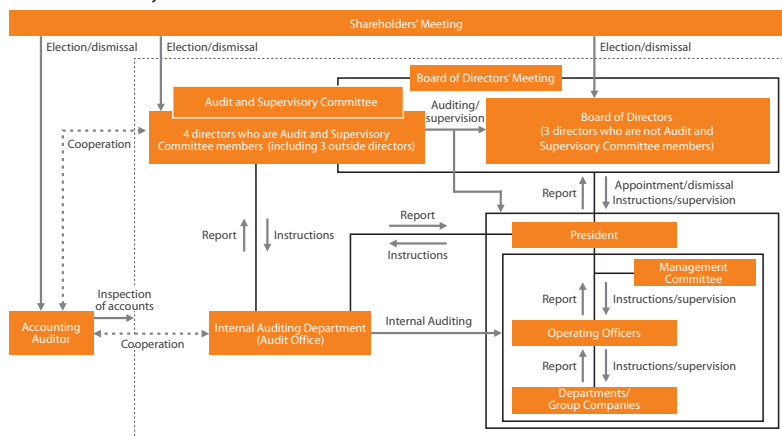 Shareholders' Meeting
Election/dismissal
Election/dismissal
Election/dismissal
Board of Directors' Meeting
Audit and Supervisory Committee
4 directors who are Audit and Supervisory
Committee members (including 3 outside directors)
Auditing/
supervision
Board of Directors
(3 directors who are not Audit and
Supervisory Committee members)
Cooperation
Report
Instructions
Report
Instructions
Report
Appointment/dismissal
Instructions/supervision
President
Management
Committee
Inspection
of accounts
Report
Instructions/supervision
Accounting
Auditor
Cooperation
Internal Auditing Department
(Audit Office)
Internal Auditing
Operating Officers
Report
Instructions/supervision
Departments/
Group Companies